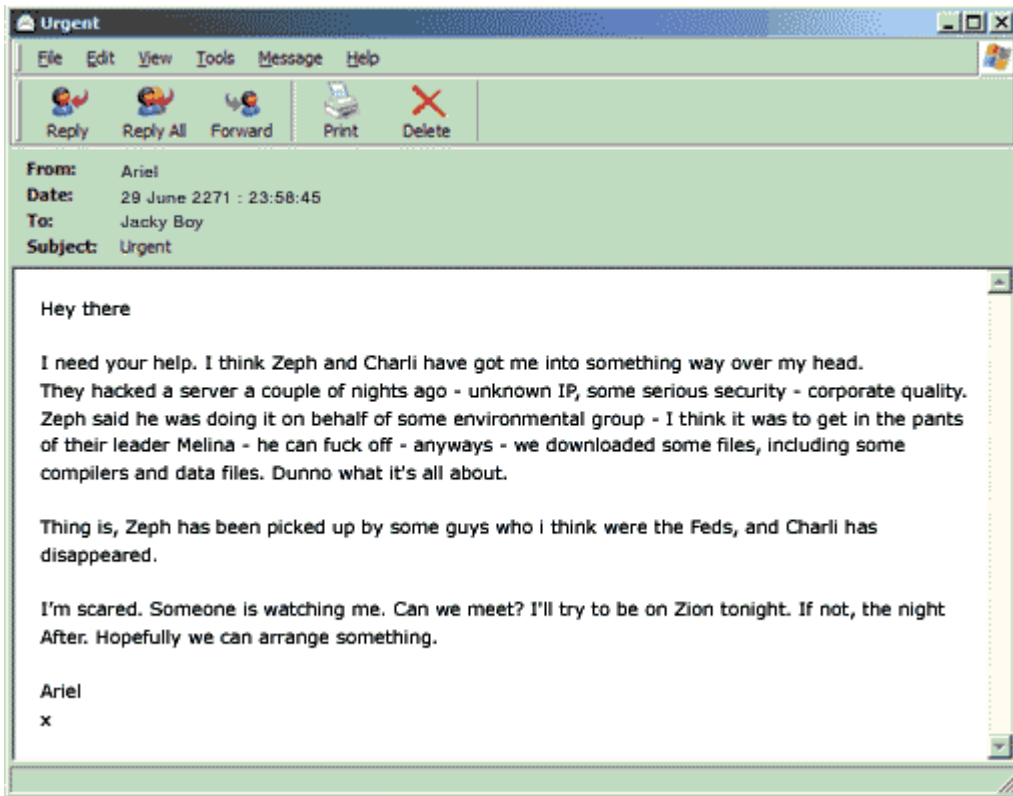 Urgent
File Edit View Tools Message Help
Reply Reply All Forward Print Delete
From: Ariel
Date: 29 June 2271 : 23:58:45
To: Jacky Boy
Subject: Urgent
Hey there
I need your help. I think Zeph and Charli have got me into something way over my head.
They hacked a server a couple of nights ago - unknown IP, some serious security - corporate quality.
Zeph said he was doing it on behalf of some environmental group - I think it was to get in the pants
of their leader Melina - he can fuck off - anyways - we downloaded some files, including some
compilers and data files. Dunno what it's all about.
Thing is, Zeph has been picked up by some guys who i think were the Feds, and Charli has
disappeared.
I'm scared. Someone is watching me. Can we meet? I'll try to be on Zion tonight. If not, the night
After. Hopefully we can arrange something.
Ariel
x